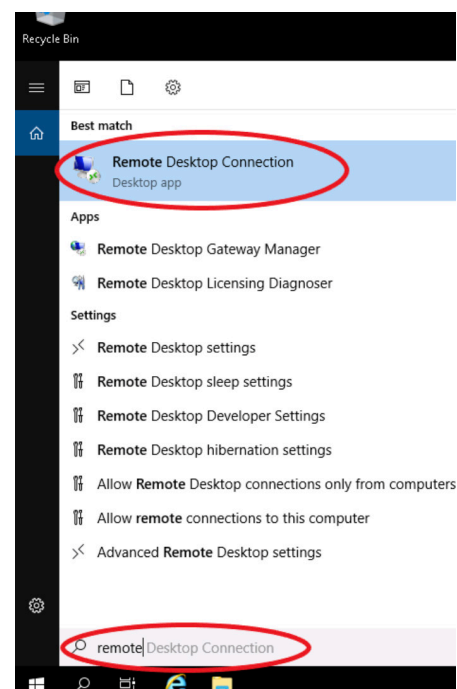 Recycle Bin
Best match
Remote Desktop Connection
Desktop app
Apps
Remote Desktop Gateway Manager
Remote Desktop Licensing Diagnoser
Settings
Remote Desktop settings
Remote Desktop sleep settings
Remote Desktop Developer Settings
Remote Desktop hibernation settings
Allow Remote Desktop connections only from computers
Allow remote connections to this computer
Advanced Remote Desktop settings
remote Desktop Connection